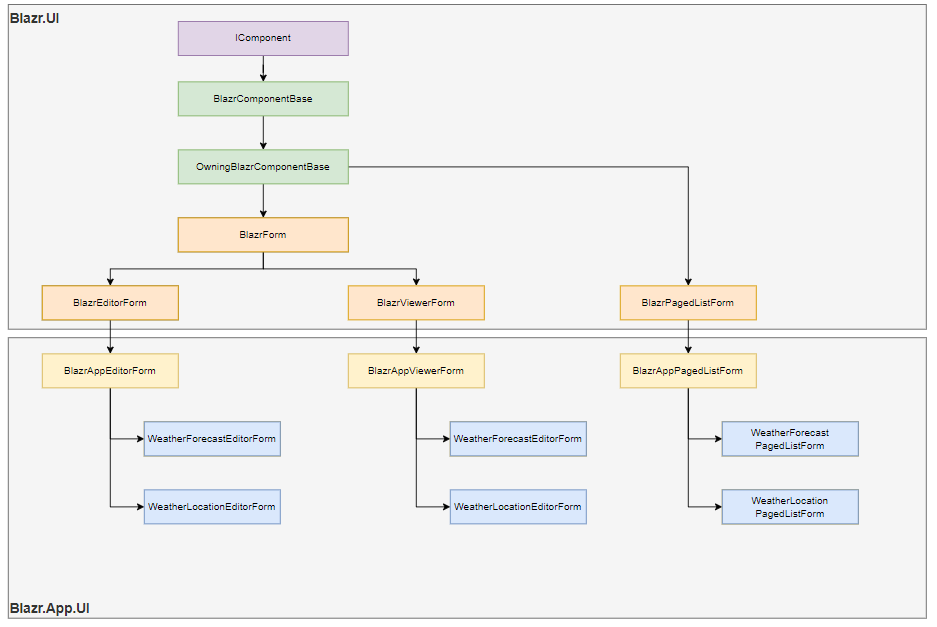 Blazr.UI
IComponent
BlazrComponentBase
OwningBlazrComponentBase
BlazrForm
BlazrEditorForm
BlazrViewerForm
BlazrPagedListForm
BlazrAppEditorForm
BlazrAppViewerForm
BlazrAppPagedListForm
WeatherForecastEditorForm
WeatherForecastEditorForm
WeatherForecast
PagedListForm
WeatherLocationEditorForm
WeatherLocationEditorForm
WeatherLocation
PagedListForm
Blazr.App.UI